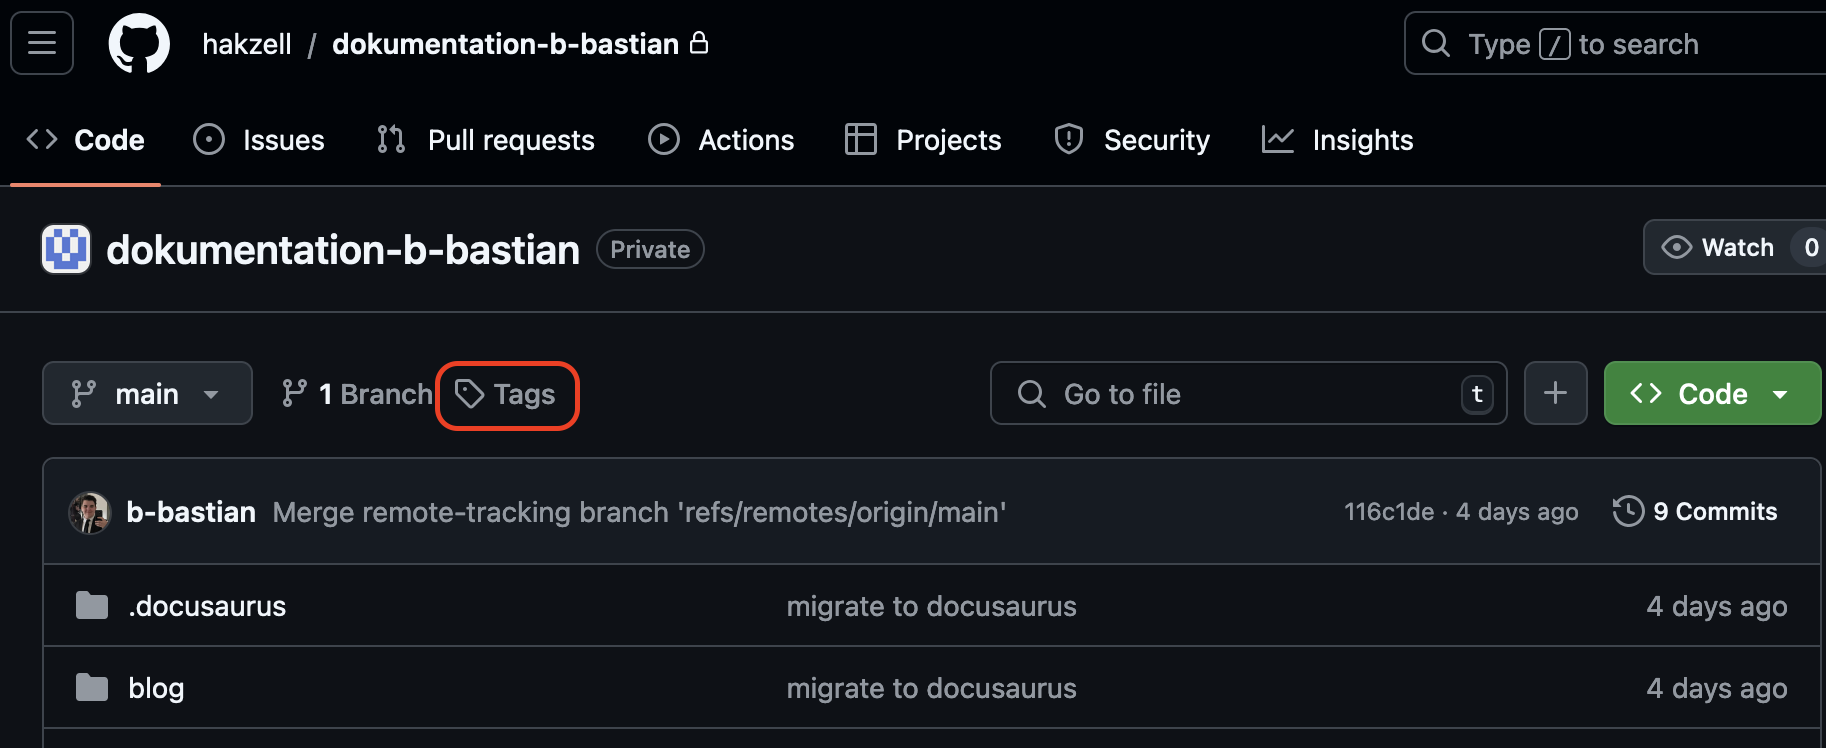 hakzell / dokumentation-b-bastian
Type / to search
Code Issues Pull requests Actions Projects Security Insights
dokumentation-b-bastian Private
Watch 0
main 1 Branch Tags Go to file t Code
b-bastian Merge remote-tracking branch 'refs/remotes/origin/main' 116c1de · 4 days ago 9 Commits
.docusaurus migrate to docusaurus 4 days ago
blog migrate to docusaurus 4 days ago